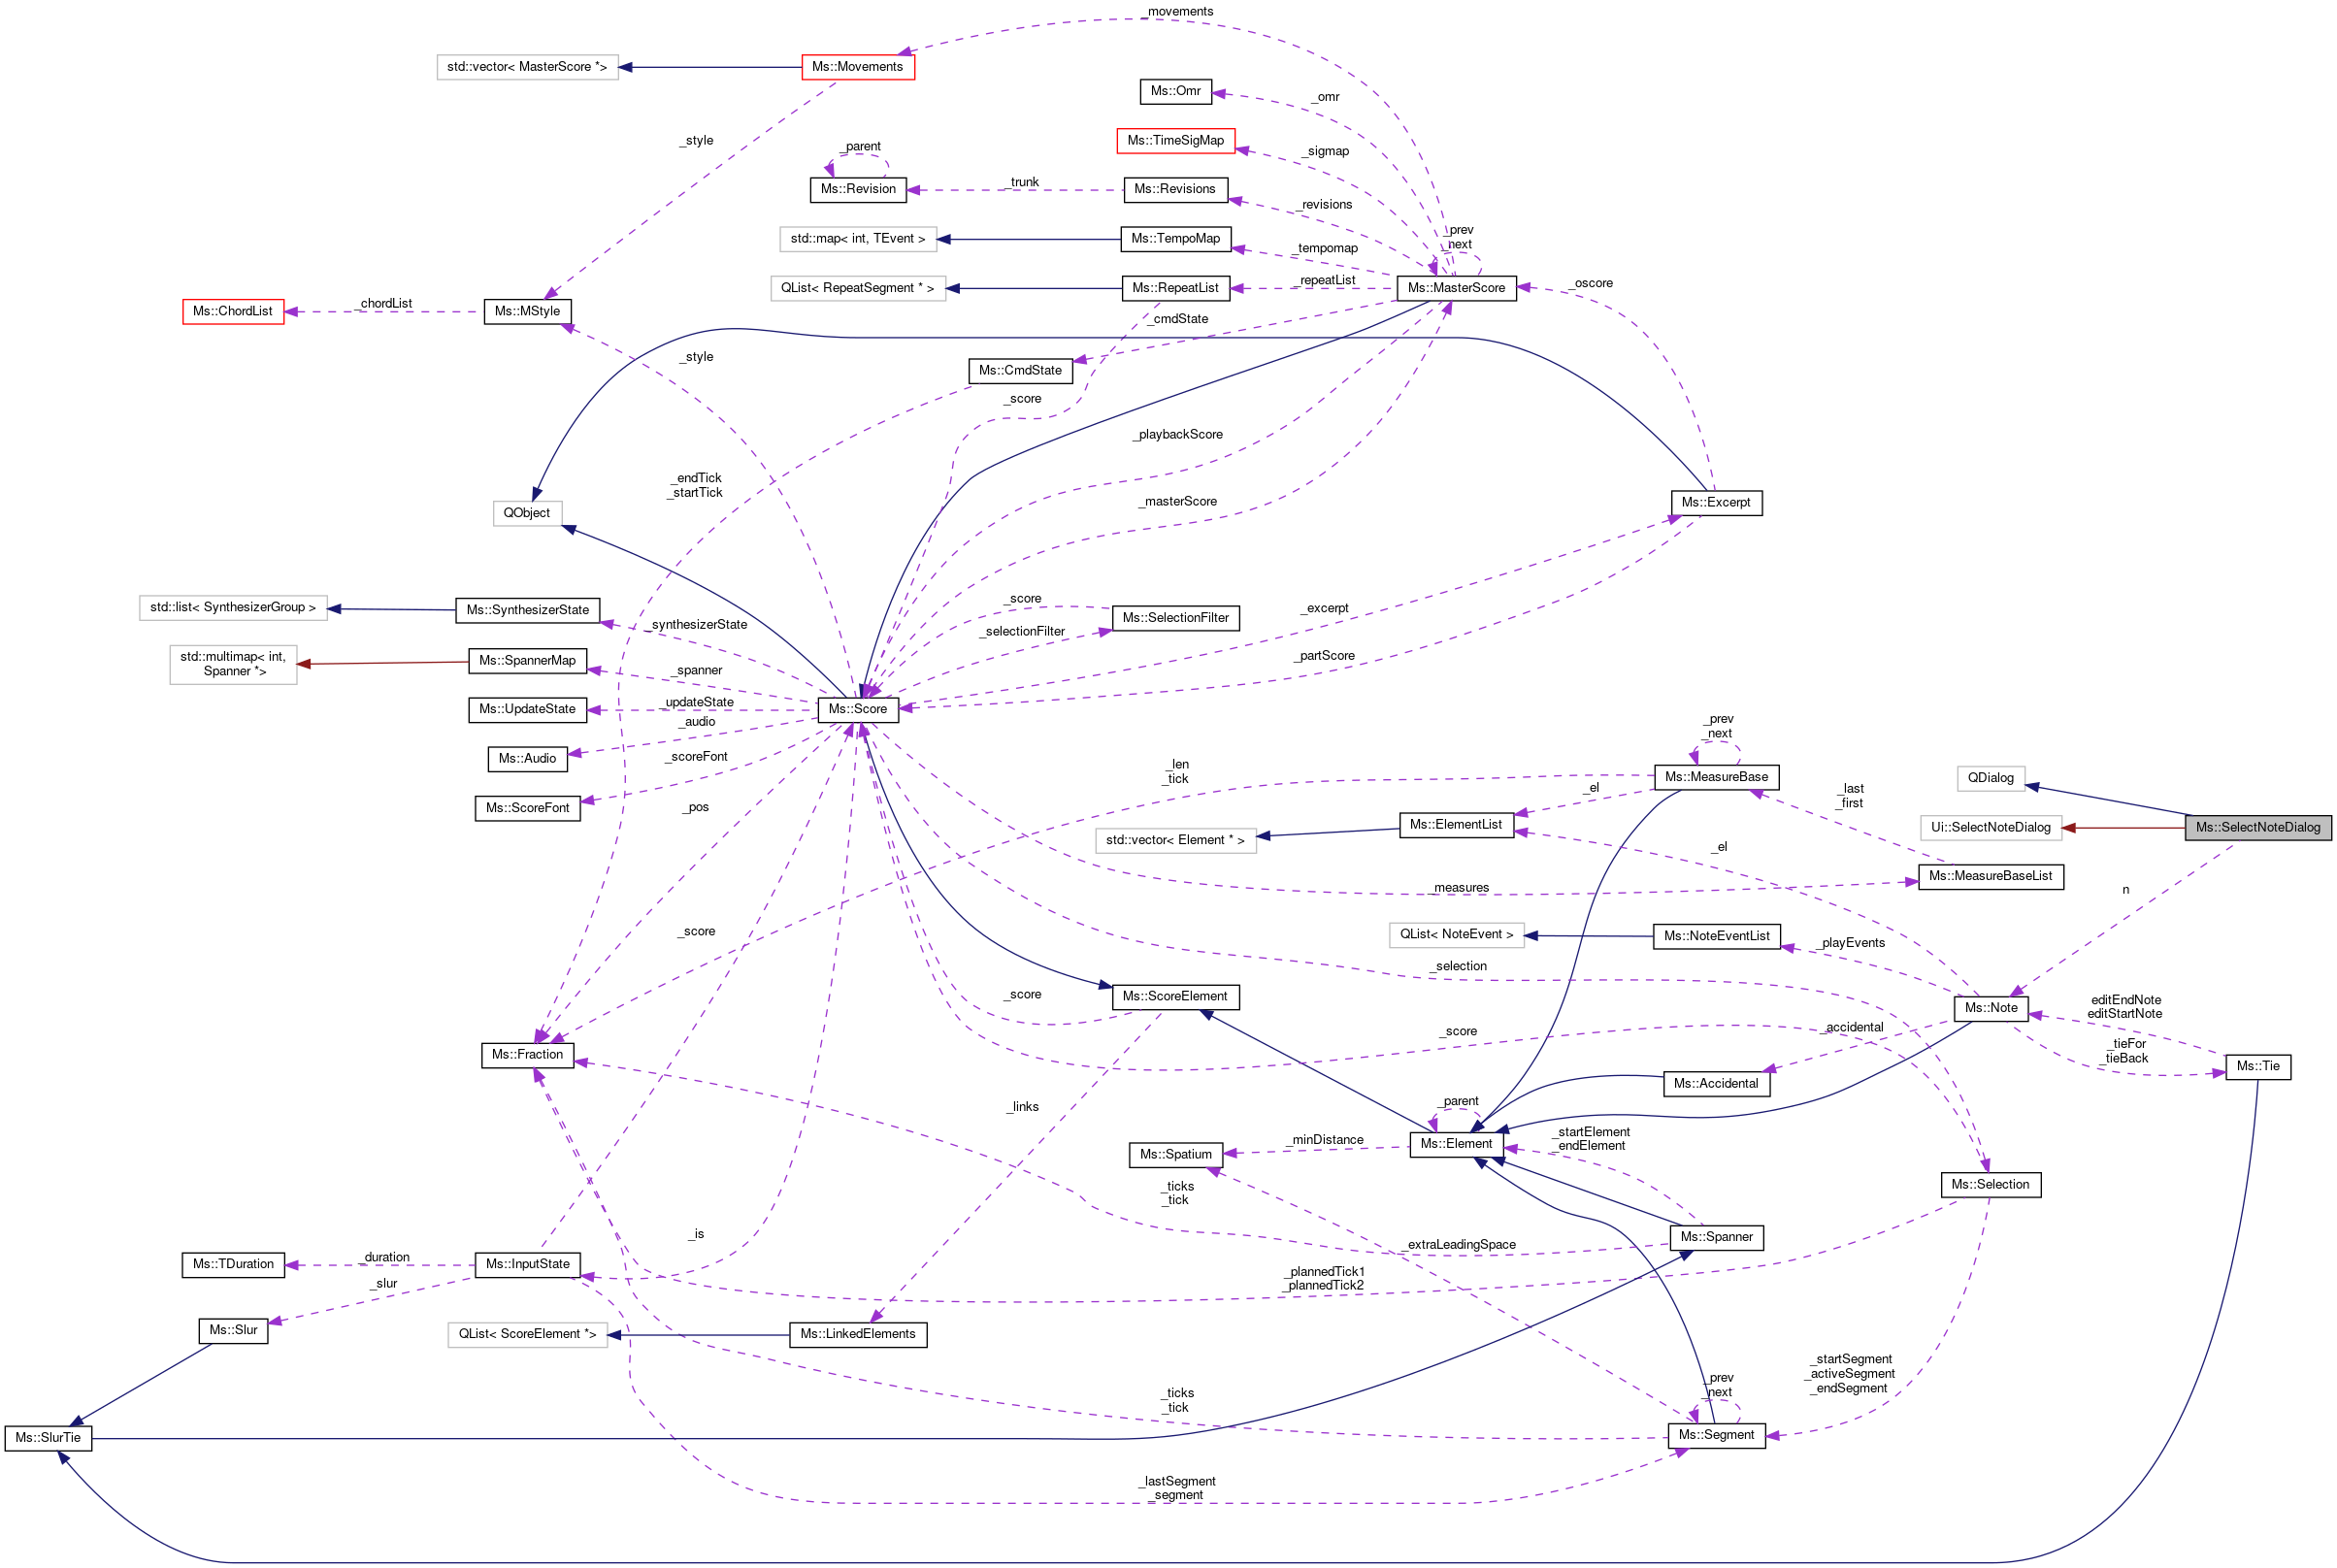 _movements
std::vector< MasterScore *>
Ms::Movements
Ms::Omr
_omr
Ms::TimeSigMap
_sigmap
_style
_parent
Ms::Revision
_trunk
Ms::Revisions
_revisions
std::map< int, TEvent >
Ms::TempoMap
_tempomap
_prev
_next
QList< RepeatSegment * >
Ms::RepeatList
_repeatList
Ms::MasterScore
_oscore
Ms::ChordList
_chordList
Ms::MStyle
_cmdState
_style
Ms::CmdState
_score
_playbackScore
_endTick
_startTick
_masterScore
Ms::Excerpt
QObject
std::list< SynthesizerGroup >
Ms::SynthesizerState
_synthesizerState
_score
Ms::SelectionFilter
_excerpt
_selectionFilter
std::multimap< int,
Spanner *>
Ms::SpannerMap
_spanner
_partScore
Ms::UpdateState
_updateState
Ms::Score
_audio
Ms::Audio
_scoreFont
Ms::ScoreFont
_pos
_len
_tick
_prev
_next
Ms::MeasureBase
_el
_last
_first
QDialog
std::vector< Element * >
Ms::ElementList
_el
Ui::SelectNoteDialog
Ms::SelectNoteDialog
_measures
Ms::MeasureBaseList
n
_score
QList< NoteEvent >
Ms::NoteEventList
_playEvents
_selection
Ms::ScoreElement
_score
Ms::Note
editEndNote
editStartNote
_score
_accidental
_tieFor
_tieBack
Ms::Fraction
Ms::Tie
Ms::Accidental
_links
_parent
Ms::Element
_startElement
_endElement
_minDistance
Ms::Spatium
_ticks
_tick
Ms::Selection
_is
_extraLeadingSpace
Ms::Spanner
Ms::TDuration
_duration
Ms::InputState
_slur
_plannedTick1
_plannedTick2
Ms::Slur
QList< ScoreElement *>
Ms::LinkedElements
_startSegment
_activeSegment
_endSegment
_ticks
_tick
_prev
_next
Ms::SlurTie
Ms::Segment
_lastSegment
_segment